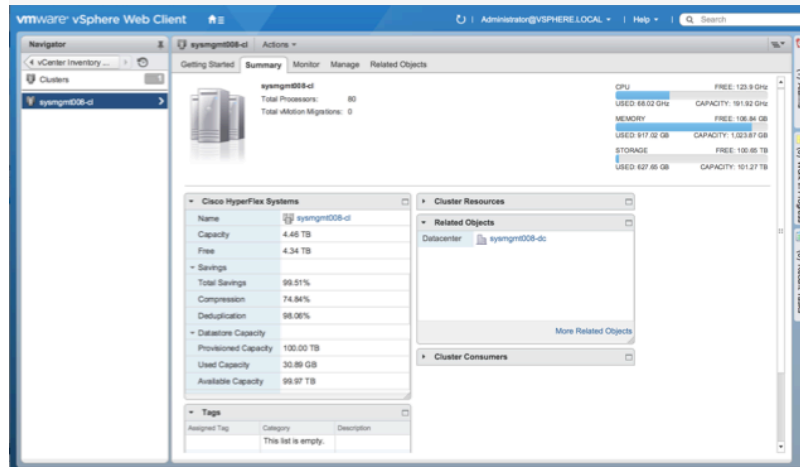 vmware® vSphere Web Client
Administrator@VSPHERE.LOCAL
Help
Search
Navigator
vCenter Inventory ...
Clusters
1
sysmgmt008-cl
sysmgmt008-cl Actions
Getting Started Summary Monitor Manage Related Objects
sysmgmt008-cl
Total Processors: 80
Total vMotion Migrations: 0
CPU FREE: 123.9 GHz
USED: 68.02 GHz CAPACITY: 191.92 GHz
MEMORY FREE: 106.84 GB
USED: 917.02 GB CAPACITY: 1,023.87 GB
STORAGE FREE: 100.65 TB
USED: 627.65 GB CAPACITY: 101.27 TB
Cisco HyperFlex Systems
Name sysmgmt008-cl
Capacity 4.46 TB
Free 4.34 TB
Savings
Total Savings 99.51%
Compression 74.84%
Deduplication 98.06%
Datastore Capacity
Provisioned Capacity 100.00 TB
Used Capacity 30.89 GB
Available Capacity 99.97 TB
Tags
Assigned Tag Category Description
This list is empty.
Cluster Resources
Related Objects
Datacenter sysmgmt008-dc
More Related Objects
Cluster Consumers